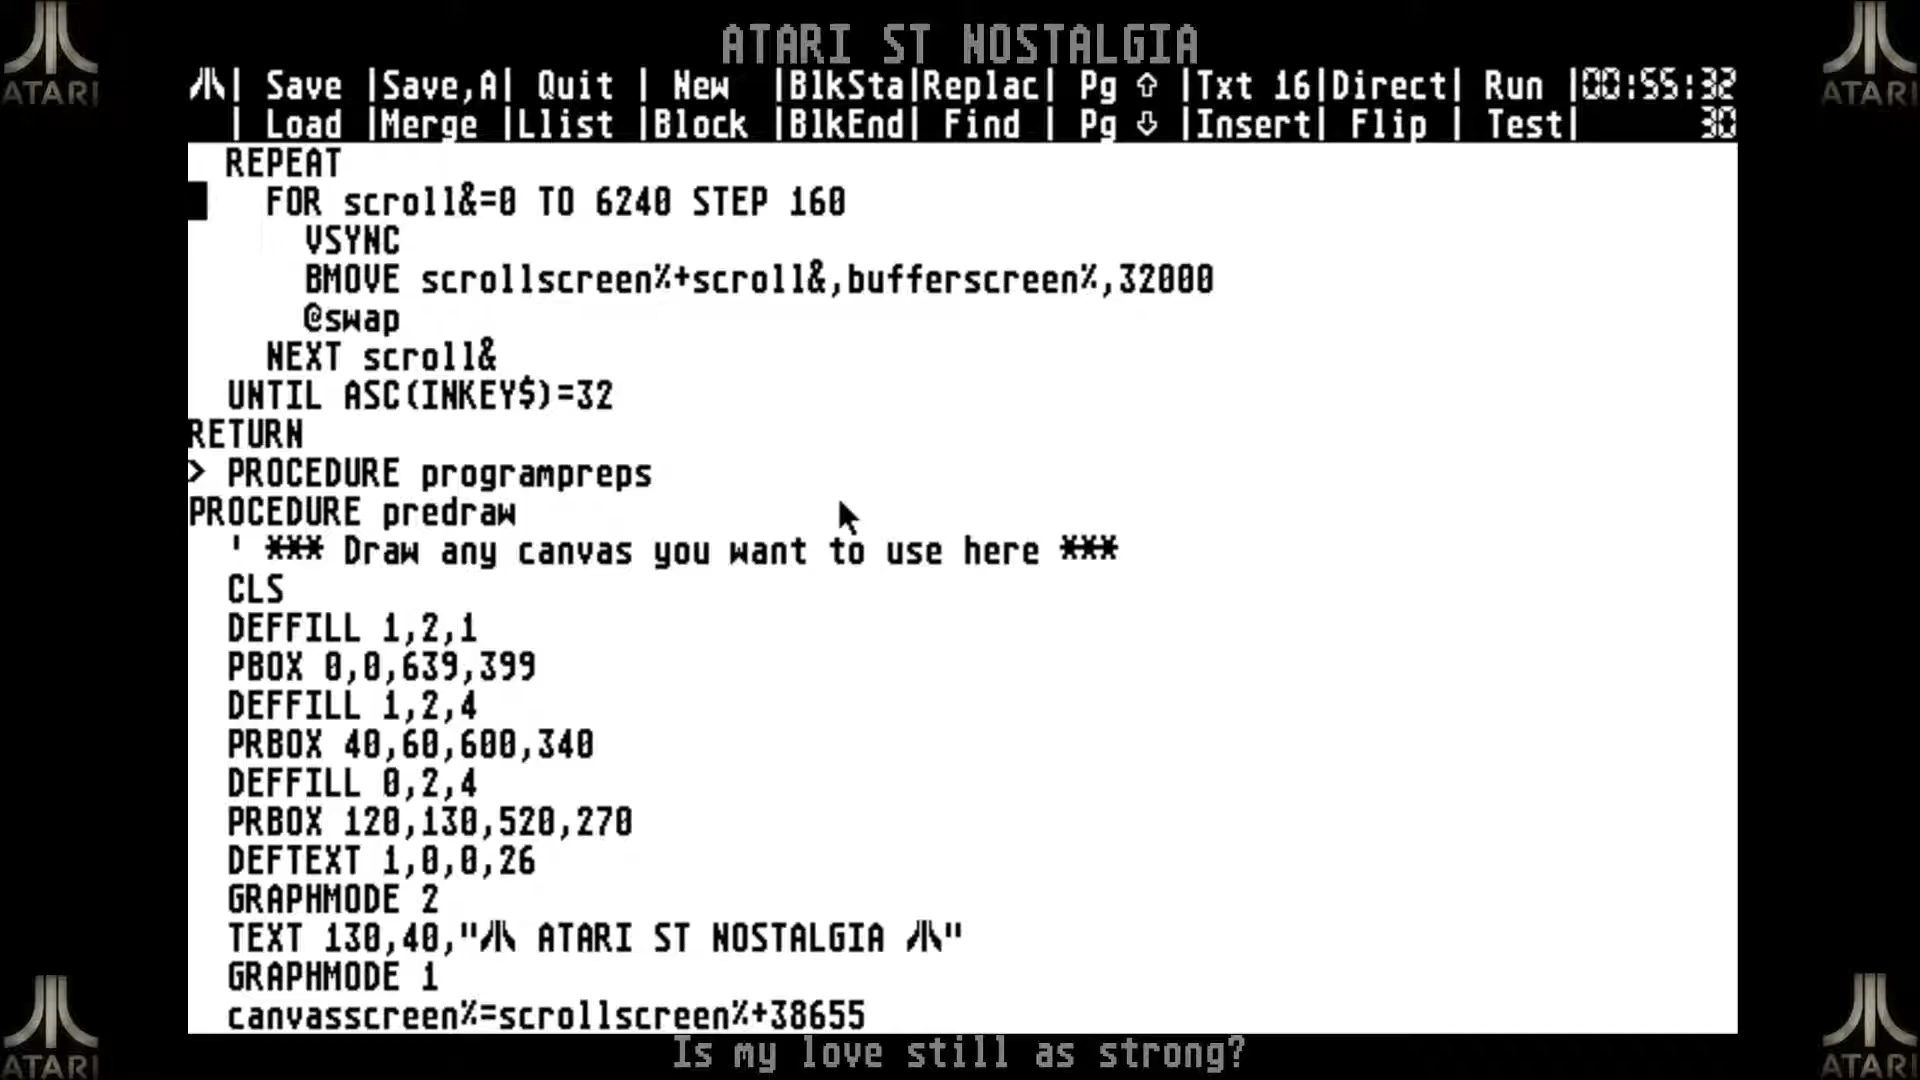 ATARI ST NOSTALGIA
ATARI
ATARI
| Save |Save,A| Quit | New |BlkSta|Replac| Pg ⇧ |Txt 16|Direct| Run |00:55:32
| Load |Merge |Llist |Block |BlkEnd| Find | Pg ⇩ |Insert| Flip | Test| 30
REPEAT
FOR scroll&=0 TO 6240 STEP 160
VSYNC
BMOVE scrollscreen%+scroll&,bufferscreen%,32000
@swap
NEXT scroll&
UNTIL ASC(INKEY$)=32
RETURN
> PROCEDURE programpreps
PROCEDURE predraw
' *** Draw any canvas you want to use here ***
CLS
DEFFILL 1,2,1
PBOX 0,0,639,399
DEFFILL 1,2,4
PRBOX 40,60,600,340
DEFFILL 0,2,4
PRBOX 120,130,520,270
DEFTEXT 1,0,0,26
GRAPHMODE 2
TEXT 130,40," ATARI ST NOSTALGIA "
GRAPHMODE 1
canvasscreen%=scrollscreen%+38655
Is my love still as strong?
ATARI
ATARI